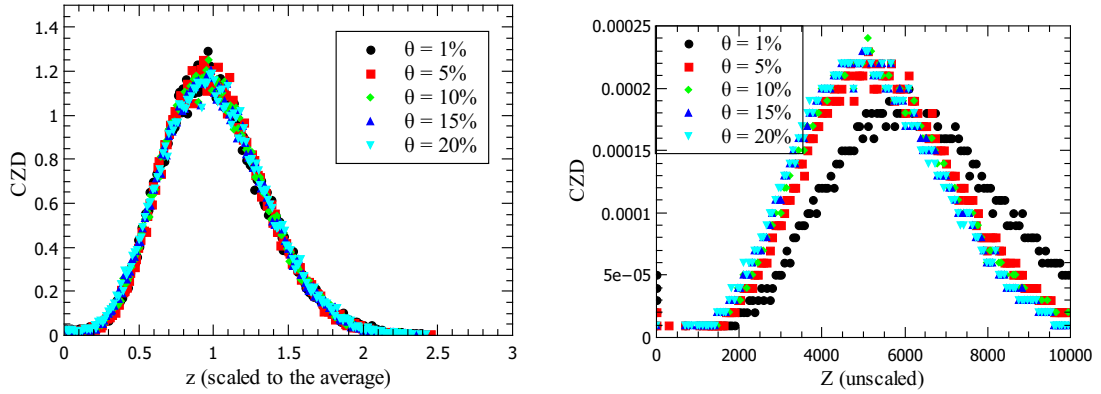 1.4
1.2
1
0.8
0.6
0.4
0.2
0
CZD
θ = 1%
θ = 5%
θ = 10%
θ = 15%
θ = 20%
0 0.5 1 1.5 2 2.5 3
z (scaled to the average)
0.00025
0.0002
0.00015
0.0001
5e-05
0
CZD
θ = 1%
θ = 5%
θ = 10%
θ = 15%
θ = 20%
0 2000 4000 6000 8000 10000
Z (unscaled)